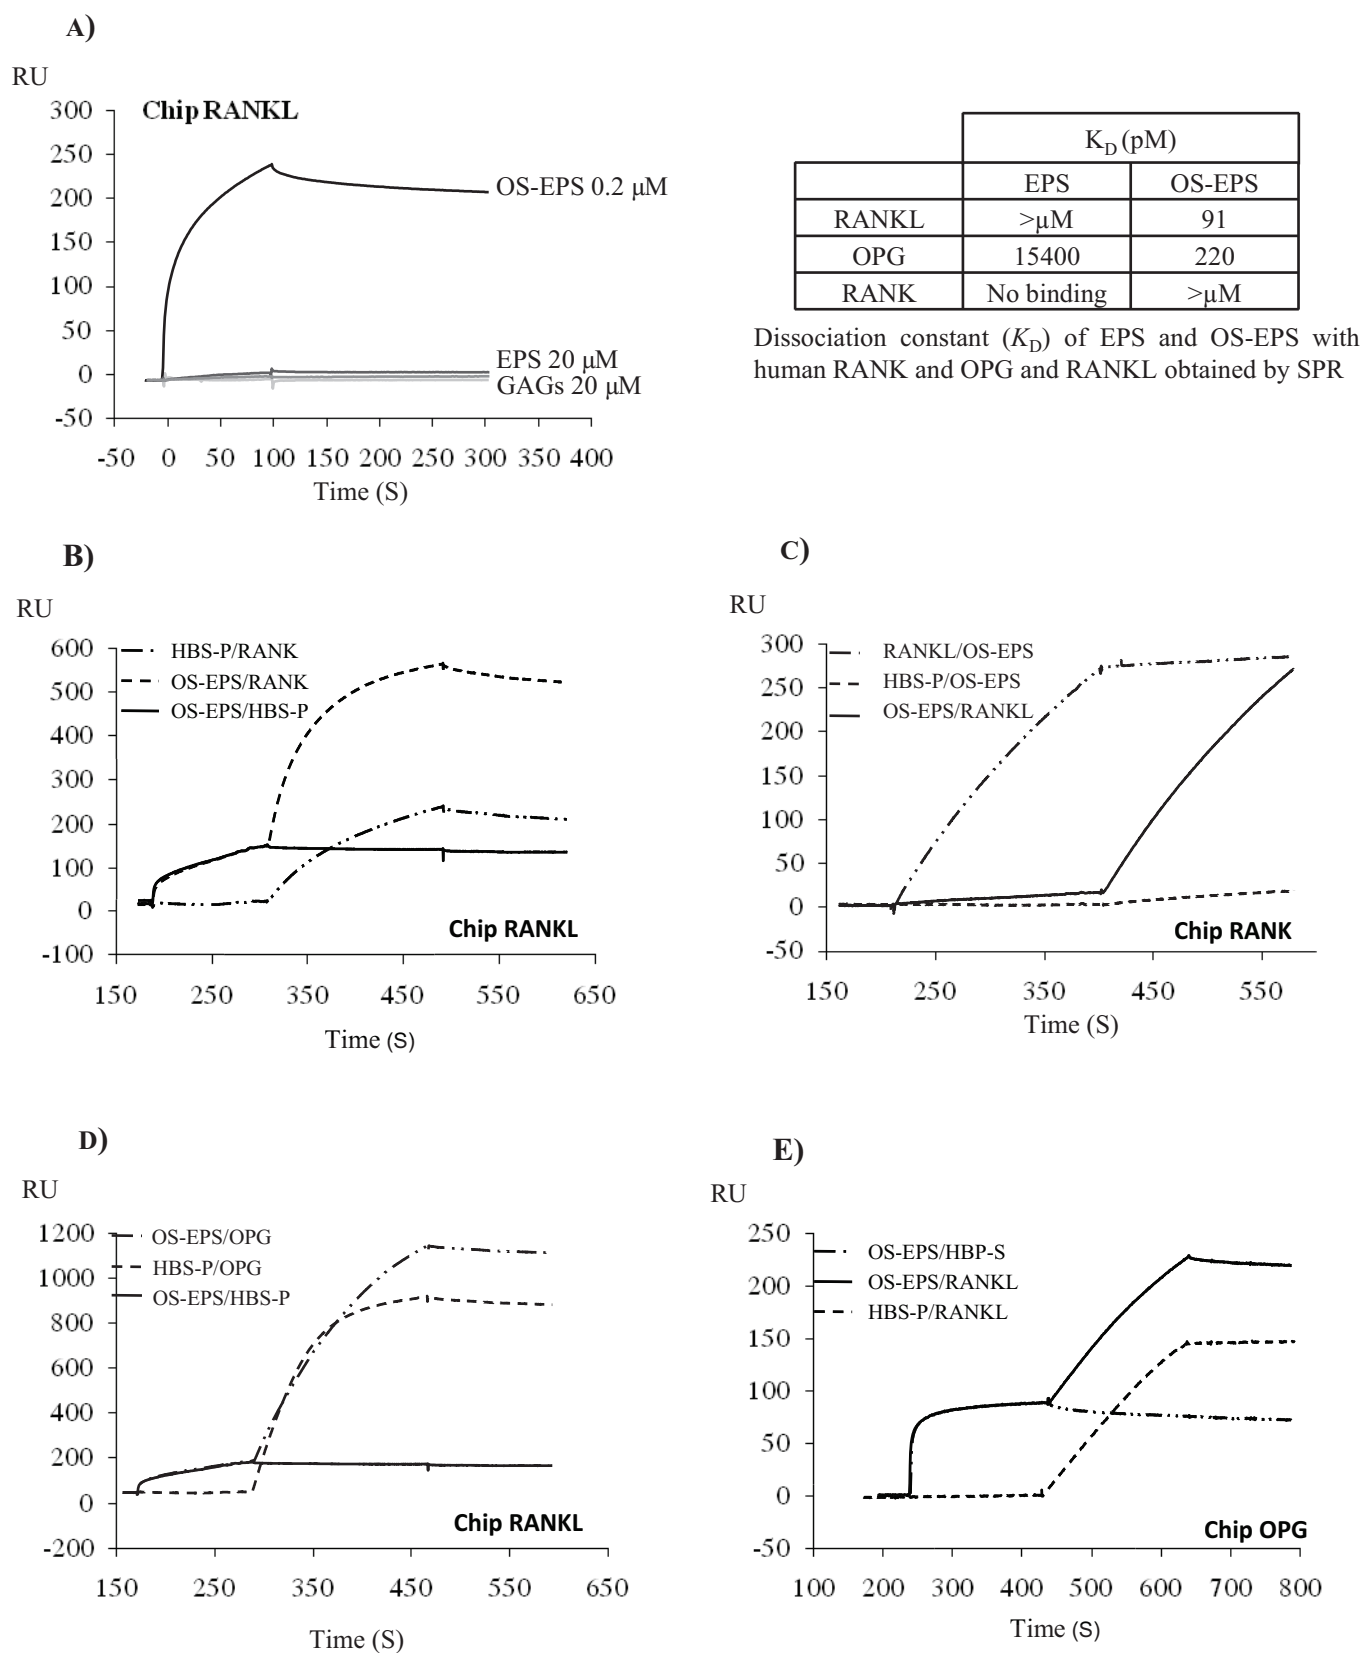 A)
RU
Chip RANKL
300
250
200
150
100
50
0
-50
OS-EPS 0.2 µM
EPS 20 µM
GAGs 20 µM
-50 0 50 100 150 200 250 300 350 400
Time (S)
K_D (pM)
EPS OS-EPS
RANKL >µM 91
OPG 15400 220
RANK No binding >µM
Dissociation constant (K_D) of EPS and OS-EPS with
human RANK and OPG and RANKL obtained by SPR
B)
RU
600
500
400
300
200
100
0
-100
HBS-P/RANK
OS-EPS/RANK
OS-EPS/HBS-P
Chip RANKL
150 250 350 450 550 650
Time (S)
C)
RU
300
250
200
150
100
50
0
-50
RANKL/OS-EPS
HBS-P/OS-EPS
OS-EPS/RANKL
Chip RANK
150 250 350 450 550
Time (S)
D)
RU
1200
1000
800
600
400
200
0
-200
OS-EPS/OPG
HBS-P/OPG
OS-EPS/HBS-P
Chip RANKL
150 250 350 450 550 650
Time (S)
E)
RU
250
200
150
100
50
0
-50
OS-EPS/HBP-S
OS-EPS/RANKL
HBS-P/RANKL
Chip OPG
100 200 300 400 500 600 700 800
Time (S)